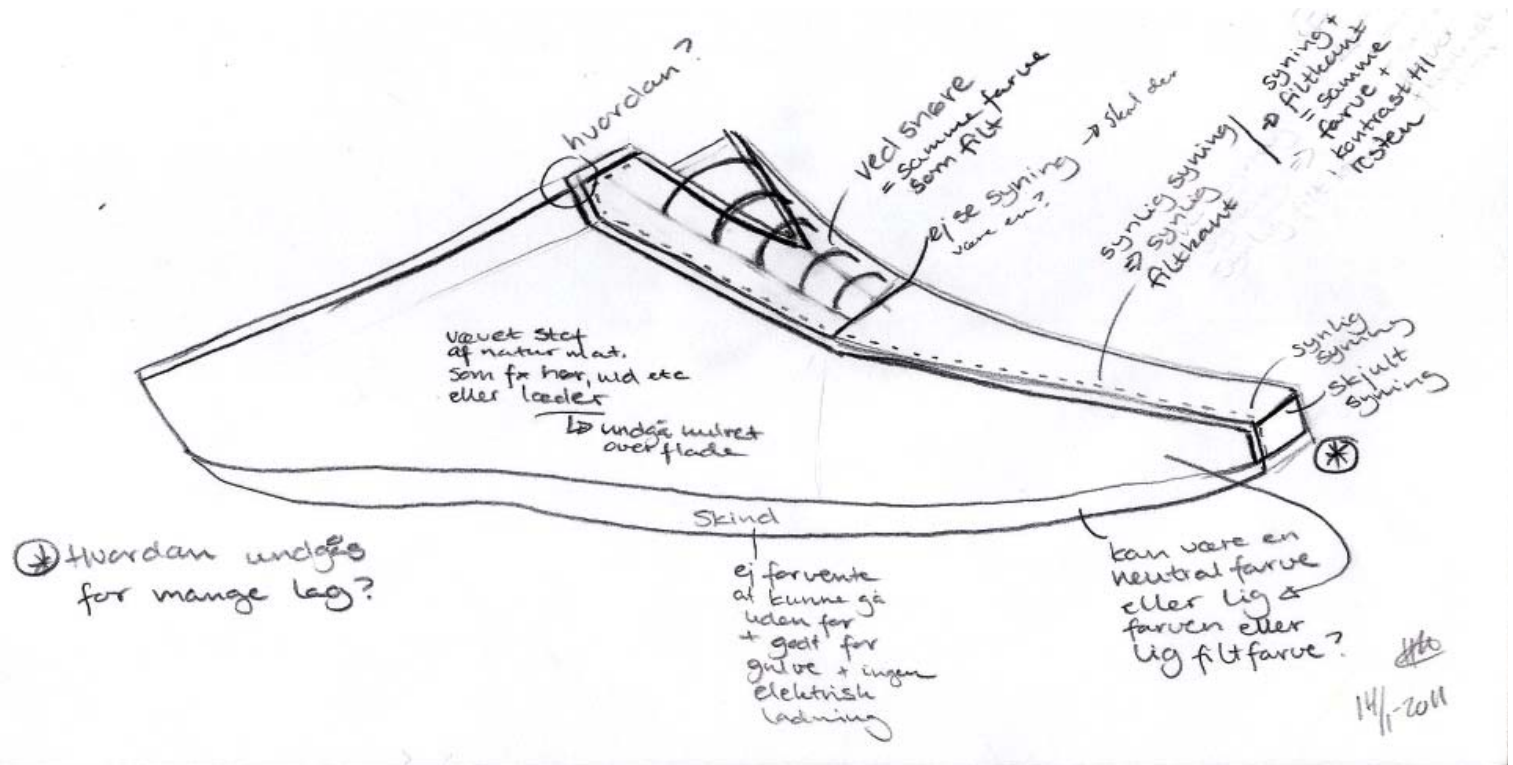 hvordan?
ved snøre
= samme farve
som filt
ej se syning → skal der
være en?
synlig syning
⇒ synlig
filtkant
→ syning +
filtkant
= samme
farve +
kontrast til
resten
synlig
syning
skjult
syning
vævet stof
af natur mat.
som fx hør, uld etc
eller læder
↳ undgå nulret
overflade
Skind
ej forvente
at kunne gå
uden for
+ godt for
gulve + ingen
elektrisk
ladning
kan være en
neutral farve
eller lig
farven eller
lig filtfarve?
* Hvordan undgås
for mange lag?
14/1-2011